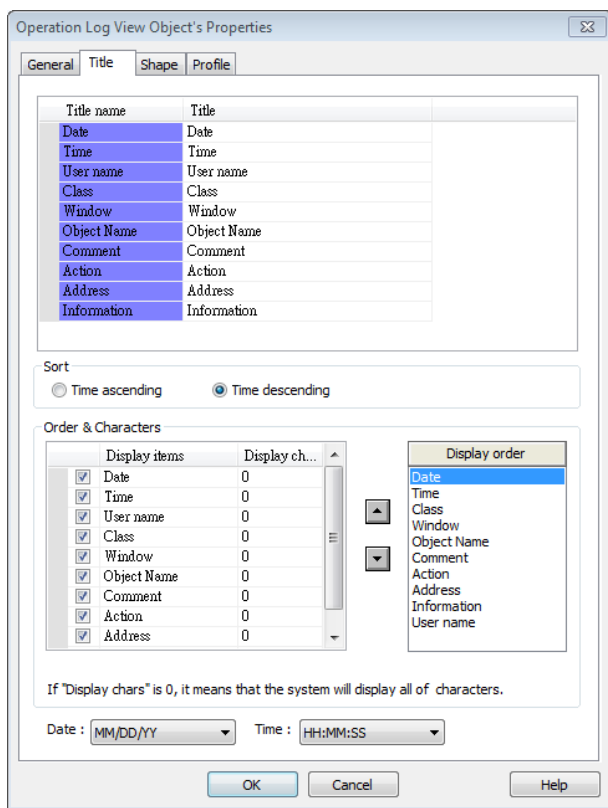 Operation Log View Object's Properties
General Title Shape Profile
Title name Title
Date Date
Time Time
User name User name
Class Class
Window Window
Object Name Object Name
Comment Comment
Action Action
Address Address
Information Information
Sort
Time ascending Time descending
Order & Characters
Display items Display ch...
Date 0
Time 0
User name 0
Class 0
Window 0
Object Name 0
Comment 0
Action 0
Address 0
Display order
Date
Time
Class
Window
Object Name
Comment
Action
Address
Information
User name
If "Display chars" is 0, it means that the system will display all of characters.
Date : MM/DD/YY Time : HH:MM:SS
OK Cancel Help